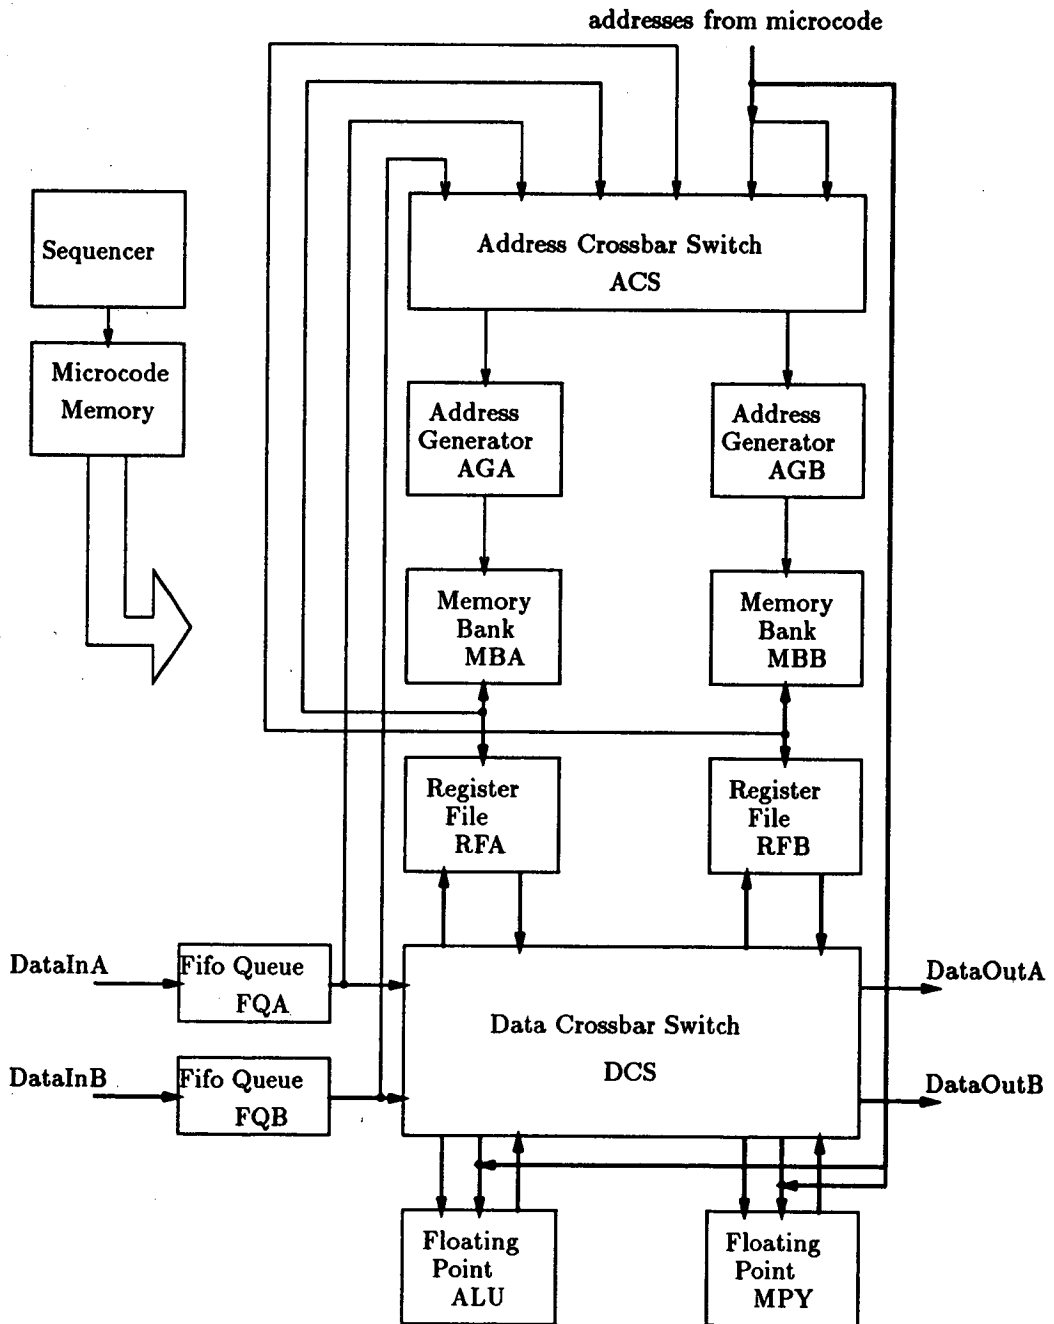 addresses from microcode
Sequencer
Address Crossbar Switch
ACS
Microcode
Memory
Address
Generator
AGA
Address
Generator
AGB
Memory
Bank
MBA
Memory
Bank
MBB
Register
File
RFA
Register
File
RFB
DataInA
Fifo Queue
FQA
DataOutA
Data Crossbar Switch
DCS
DataInB
Fifo Queue
FQB
DataOutB
Floating
Point
ALU
Floating
Point
MPY